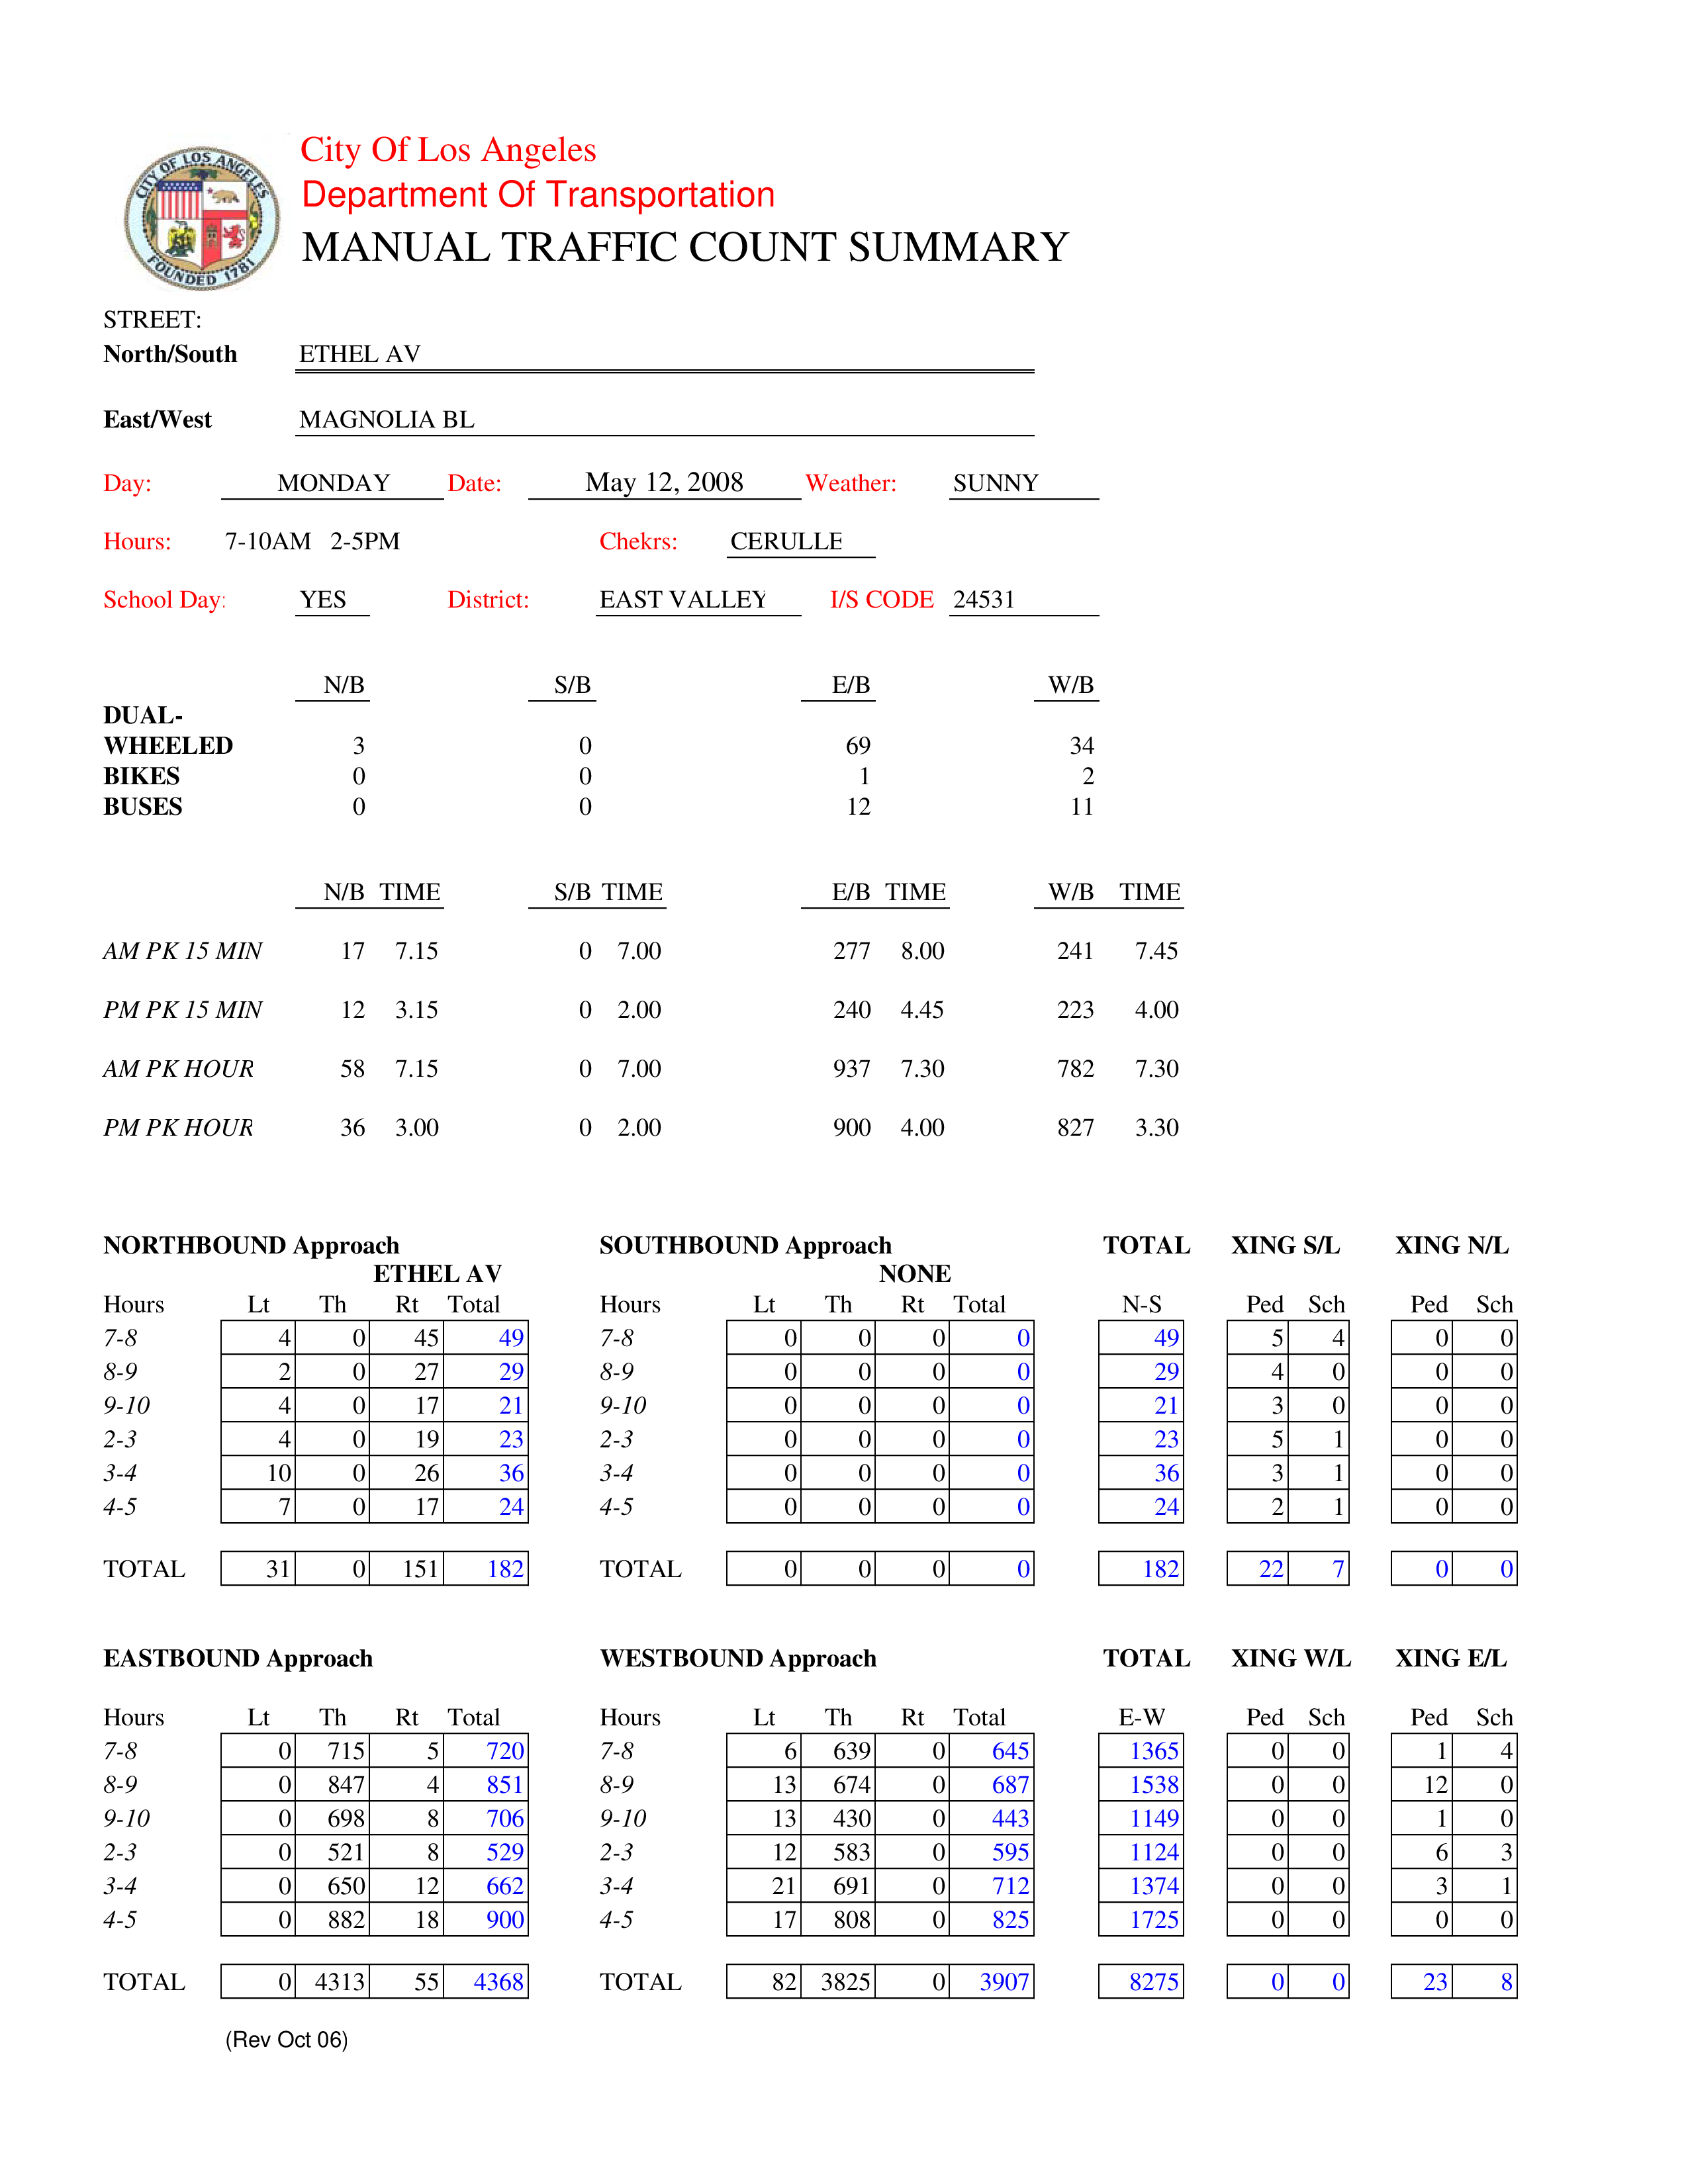 CITY OF LOS ANGELES
FOUNDED 1781
City Of Los Angeles
Department Of Transportation
MANUAL TRAFFIC COUNT SUMMARY
STREET:
North/South ETHEL AV
East/West MAGNOLIA BL
Day: MONDAY Date: May 12, 2008 Weather: SUNNY
Hours: 7-10AM 2-5PM Chekrs: CERULLE
School Day: YES District: EAST VALLEY I/S CODE 24531
N/B S/B E/B W/B
DUAL-
WHEELED 3 0 69 34
BIKES 0 0 1 2
BUSES 0 0 12 11
N/B TIME S/B TIME E/B TIME W/B TIME
AM PK 15 MIN 17 7.15 0 7.00 277 8.00 241 7.45
PM PK 15 MIN 12 3.15 0 2.00 240 4.45 223 4.00
AM PK HOUR 58 7.15 0 7.00 937 7.30 782 7.30
PM PK HOUR 36 3.00 0 2.00 900 4.00 827 3.30
NORTHBOUND Approach SOUTHBOUND Approach TOTAL XING S/L XING N/L
ETHEL AV NONE
Hours Lt Th Rt Total Hours Lt Th Rt Total N-S Ped Sch Ped Sch
7-8 4 0 45 49 7-8 0 0 0 0 49 5 4 0 0
8-9 2 0 27 29 8-9 0 0 0 0 29 4 0 0 0
9-10 4 0 17 21 9-10 0 0 0 0 21 3 0 0 0
2-3 4 0 19 23 2-3 0 0 0 0 23 5 1 0 0
3-4 10 0 26 36 3-4 0 0 0 0 36 3 1 0 0
4-5 7 0 17 24 4-5 0 0 0 0 24 2 1 0 0
TOTAL 31 0 151 182 TOTAL 0 0 0 0 182 22 7 0 0
EASTBOUND Approach WESTBOUND Approach TOTAL XING W/L XING E/L
Hours Lt Th Rt Total Hours Lt Th Rt Total E-W Ped Sch Ped Sch
7-8 0 715 5 720 7-8 6 639 0 645 1365 0 0 1 4
8-9 0 847 4 851 8-9 13 674 0 687 1538 0 0 12 0
9-10 0 698 8 706 9-10 13 430 0 443 1149 0 0 1 0
2-3 0 521 8 529 2-3 12 583 0 595 1124 0 0 6 3
3-4 0 650 12 662 3-4 21 691 0 712 1374 0 0 3 1
4-5 0 882 18 900 4-5 17 808 0 825 1725 0 0 0 0
TOTAL 0 4313 55 4368 TOTAL 82 3825 0 3907 8275 0 0 23 8
(Rev Oct 06)